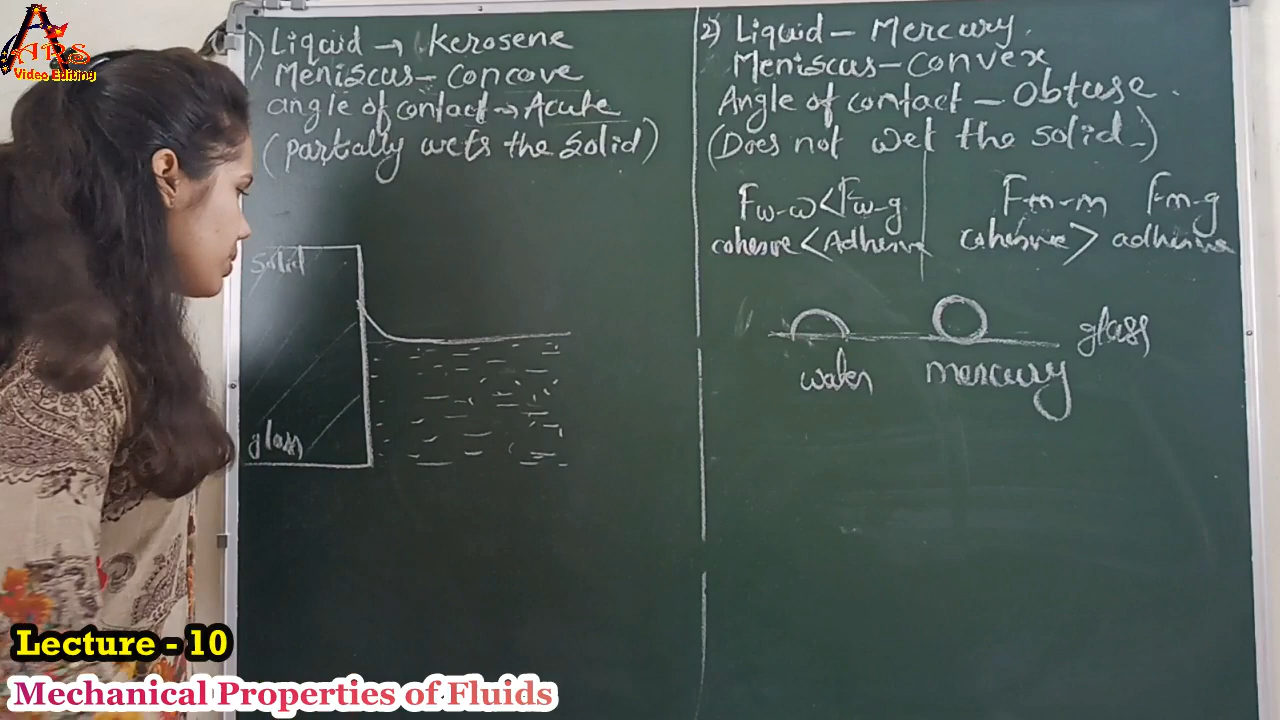 ARS
Video Editing
1) Liquid → Kerosene
Meniscus - Concave
angle of contact → Acute
(partially wets the Solid)
solid
glass
2) Liquid - Mercury.
Meniscus - Convex
Angle of contact - Obtuse.
(Does not wet the solid.)
Fw-w < Fw-g
cohesive < Adhesive
Fm-m Fm-g
cohesive > adhesive
glass
water
mercury
Lecture - 10
Mechanical Properties of Fluids